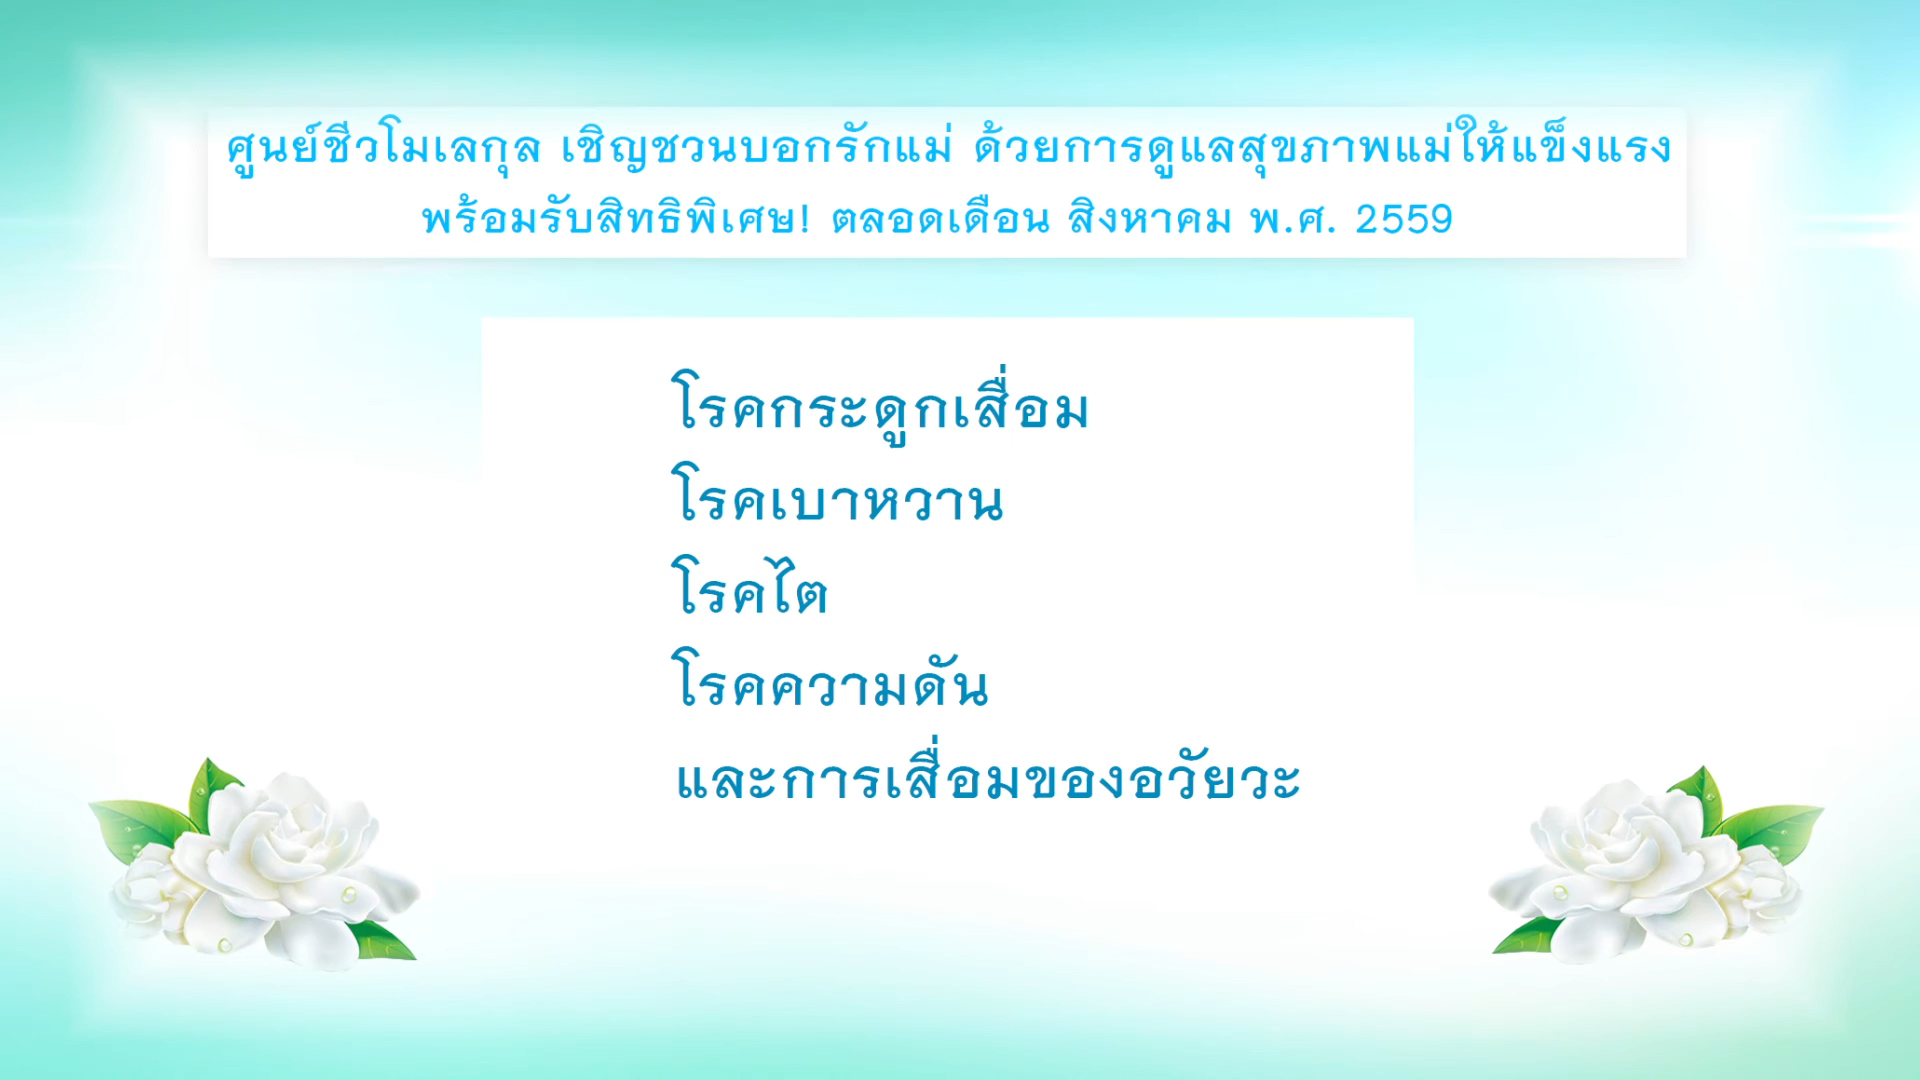 ศูนย์ชีวโมเลกุล เชิญชวนบอกรักแม่ ด้วยการดูแลสุขภาพแม่ให้แข็งแรง
พร้อมรับสิทธิพิเศษ! ตลอดเดือน สิงหาคม พ.ศ. 2559
โรคกระดูกเสื่อม
โรคเบาหวาน
โรคไต
โรคความดัน
และการเสื่อมของอวัยวะ